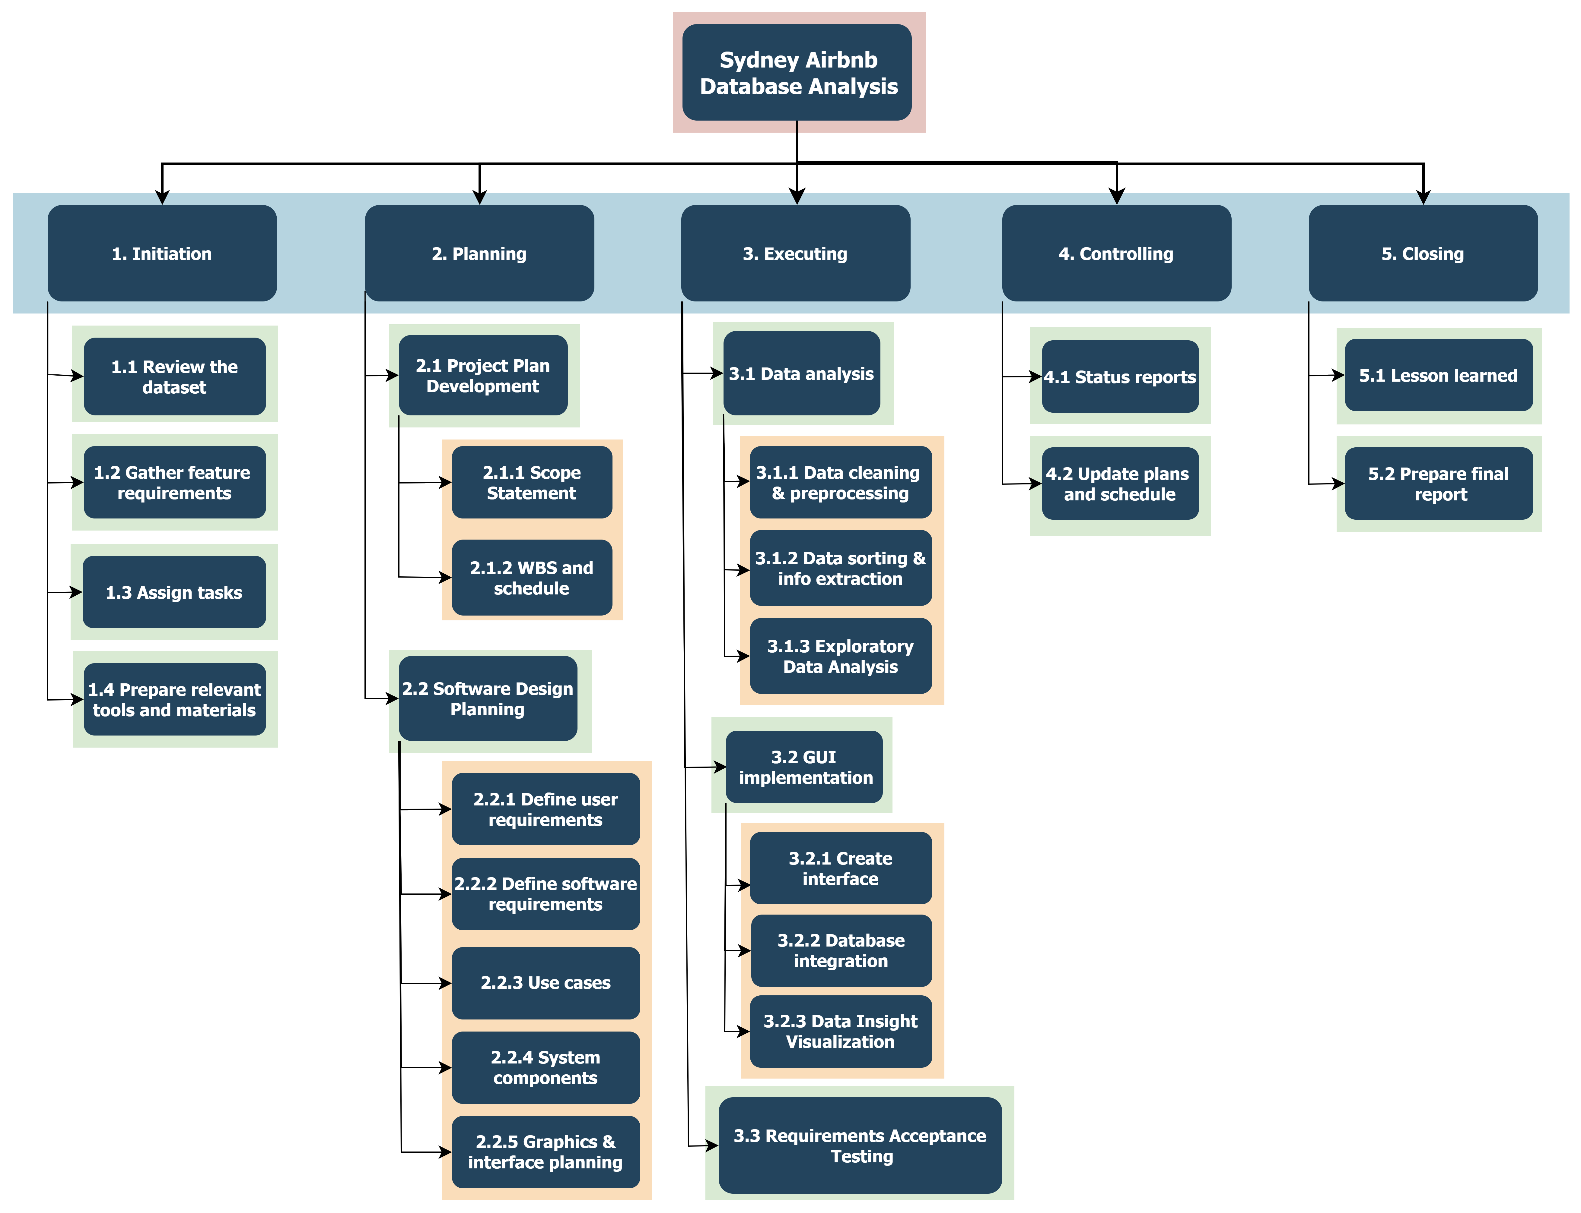 Sydney Airbnb
Database Analysis
1. Initiation
2. Planning
3. Executing
4. Controlling
5. Closing
1.1 Review the
dataset
1.2 Gather feature
requirements
1.3 Assign tasks
1.4 Prepare relevant
tools and materials
2.1 Project Plan
Development
2.1.1 Scope
Statement
2.1.2 WBS and
schedule
2.2 Software Design
Planning
2.2.1 Define user
requirements
2.2.2 Define software
requirements
2.2.3 Use cases
2.2.4 System
components
2.2.5 Graphics &
interface planning
3.1 Data analysis
3.1.1 Data cleaning
& preprocessing
3.1.2 Data sorting &
info extraction
3.1.3 Exploratory
Data Analysis
3.2 GUI
implementation
3.2.1 Create
interface
3.2.2 Database
integration
3.2.3 Data Insight
Visualization
3.3 Requirements Acceptance
Testing
4.1 Status reports
4.2 Update plans
and schedule
5.1 Lesson learned
5.2 Prepare final
report